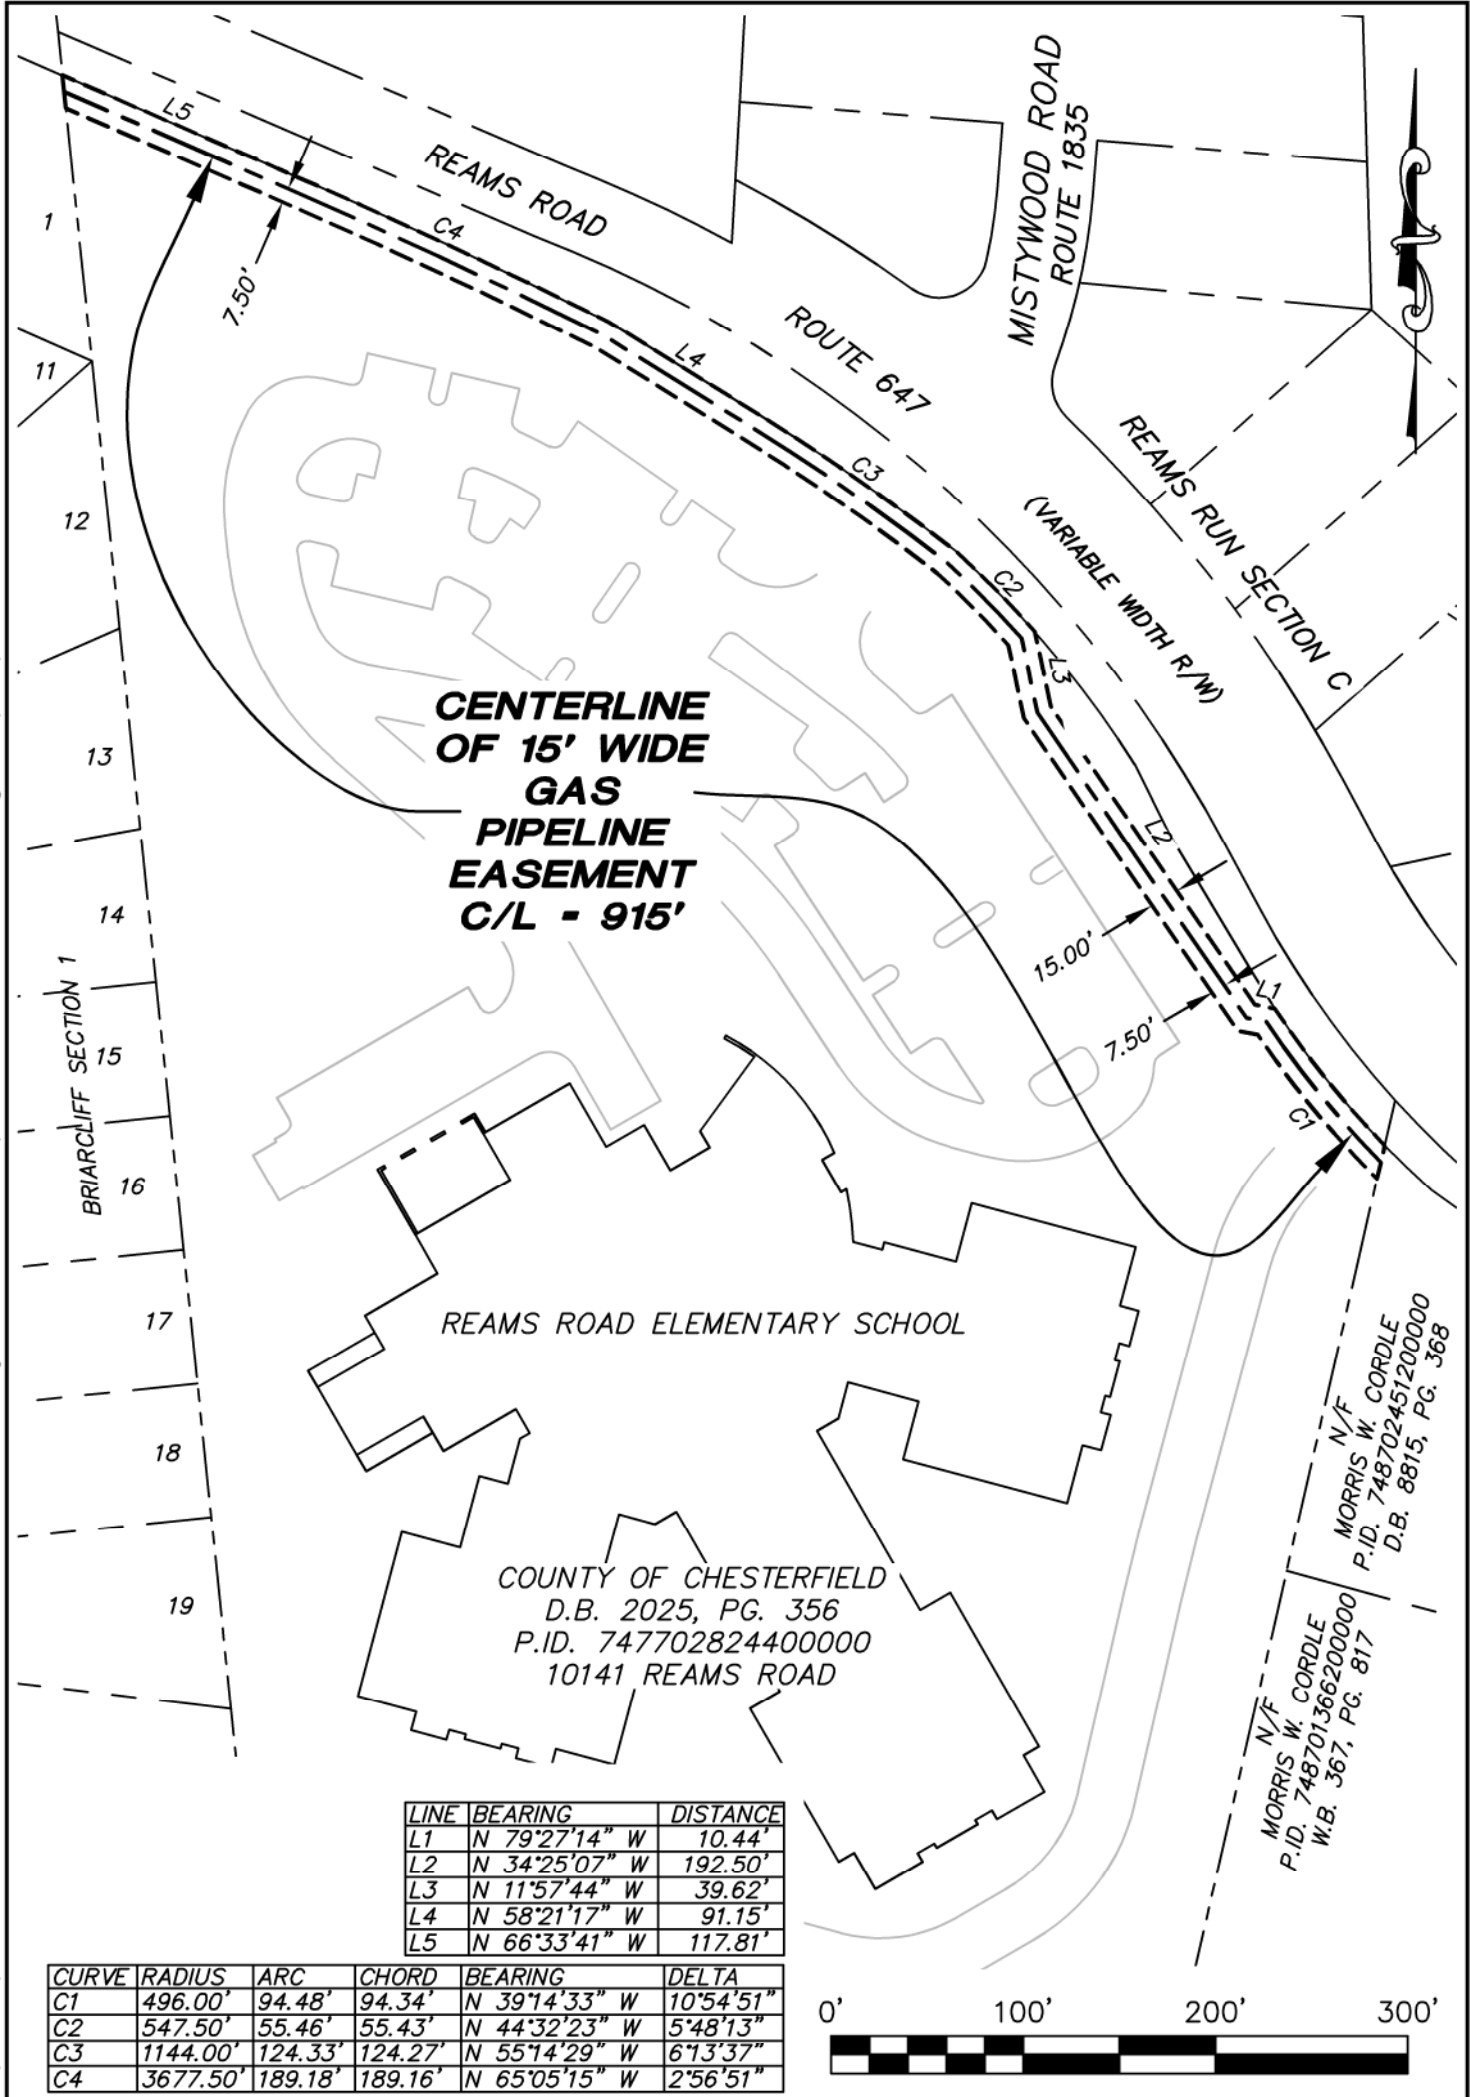 L5
REAMS ROAD
C4
7.50'
MISTYWOOD ROAD
ROUTE 1835
1
L4
ROUTE 647
11
C3
REAMS RUN SECTION C
12
C2
(VARIABLE WIDTH R/W)
L3
CENTERLINE
OF 15' WIDE
GAS
PIPELINE
EASEMENT
C/L - 915'
13
L2
14
15.00'
BRIARCLIFF SECTION 1
L1
7.50'
15
C1
16
17
REAMS ROAD ELEMENTARY SCHOOL
N/F
MORRIS W. CORDLE
P.ID. 748702451200000
D.B. 8815, PG. 368
18
COUNTY OF CHESTERFIELD
D.B. 2025, PG. 356
P.ID. 747702824400000
10141 REAMS ROAD
19
N/F
MORRIS W. CORDLE
P.ID. 748701366200000
W.B. 367, PG. 817
LINE BEARING DISTANCE
L1 N 79°27'14" W 10.44'
L2 N 34°25'07" W 192.50'
L3 N 11°57'44" W 39.62'
L4 N 58°21'17" W 91.15'
L5 N 66°33'41" W 117.81'
CURVE RADIUS ARC CHORD BEARING DELTA
C1 496.00' 94.48' 94.34' N 39°14'33" W 10°54'51"
C2 547.50' 55.46' 55.43' N 44°32'23" W 5°48'13"
C3 1144.00' 124.33' 124.27' N 55°14'29" W 6°13'37"
C4 3677.50' 189.18' 189.16' N 65°05'15" W 2°56'51"
0' 100' 200' 300'